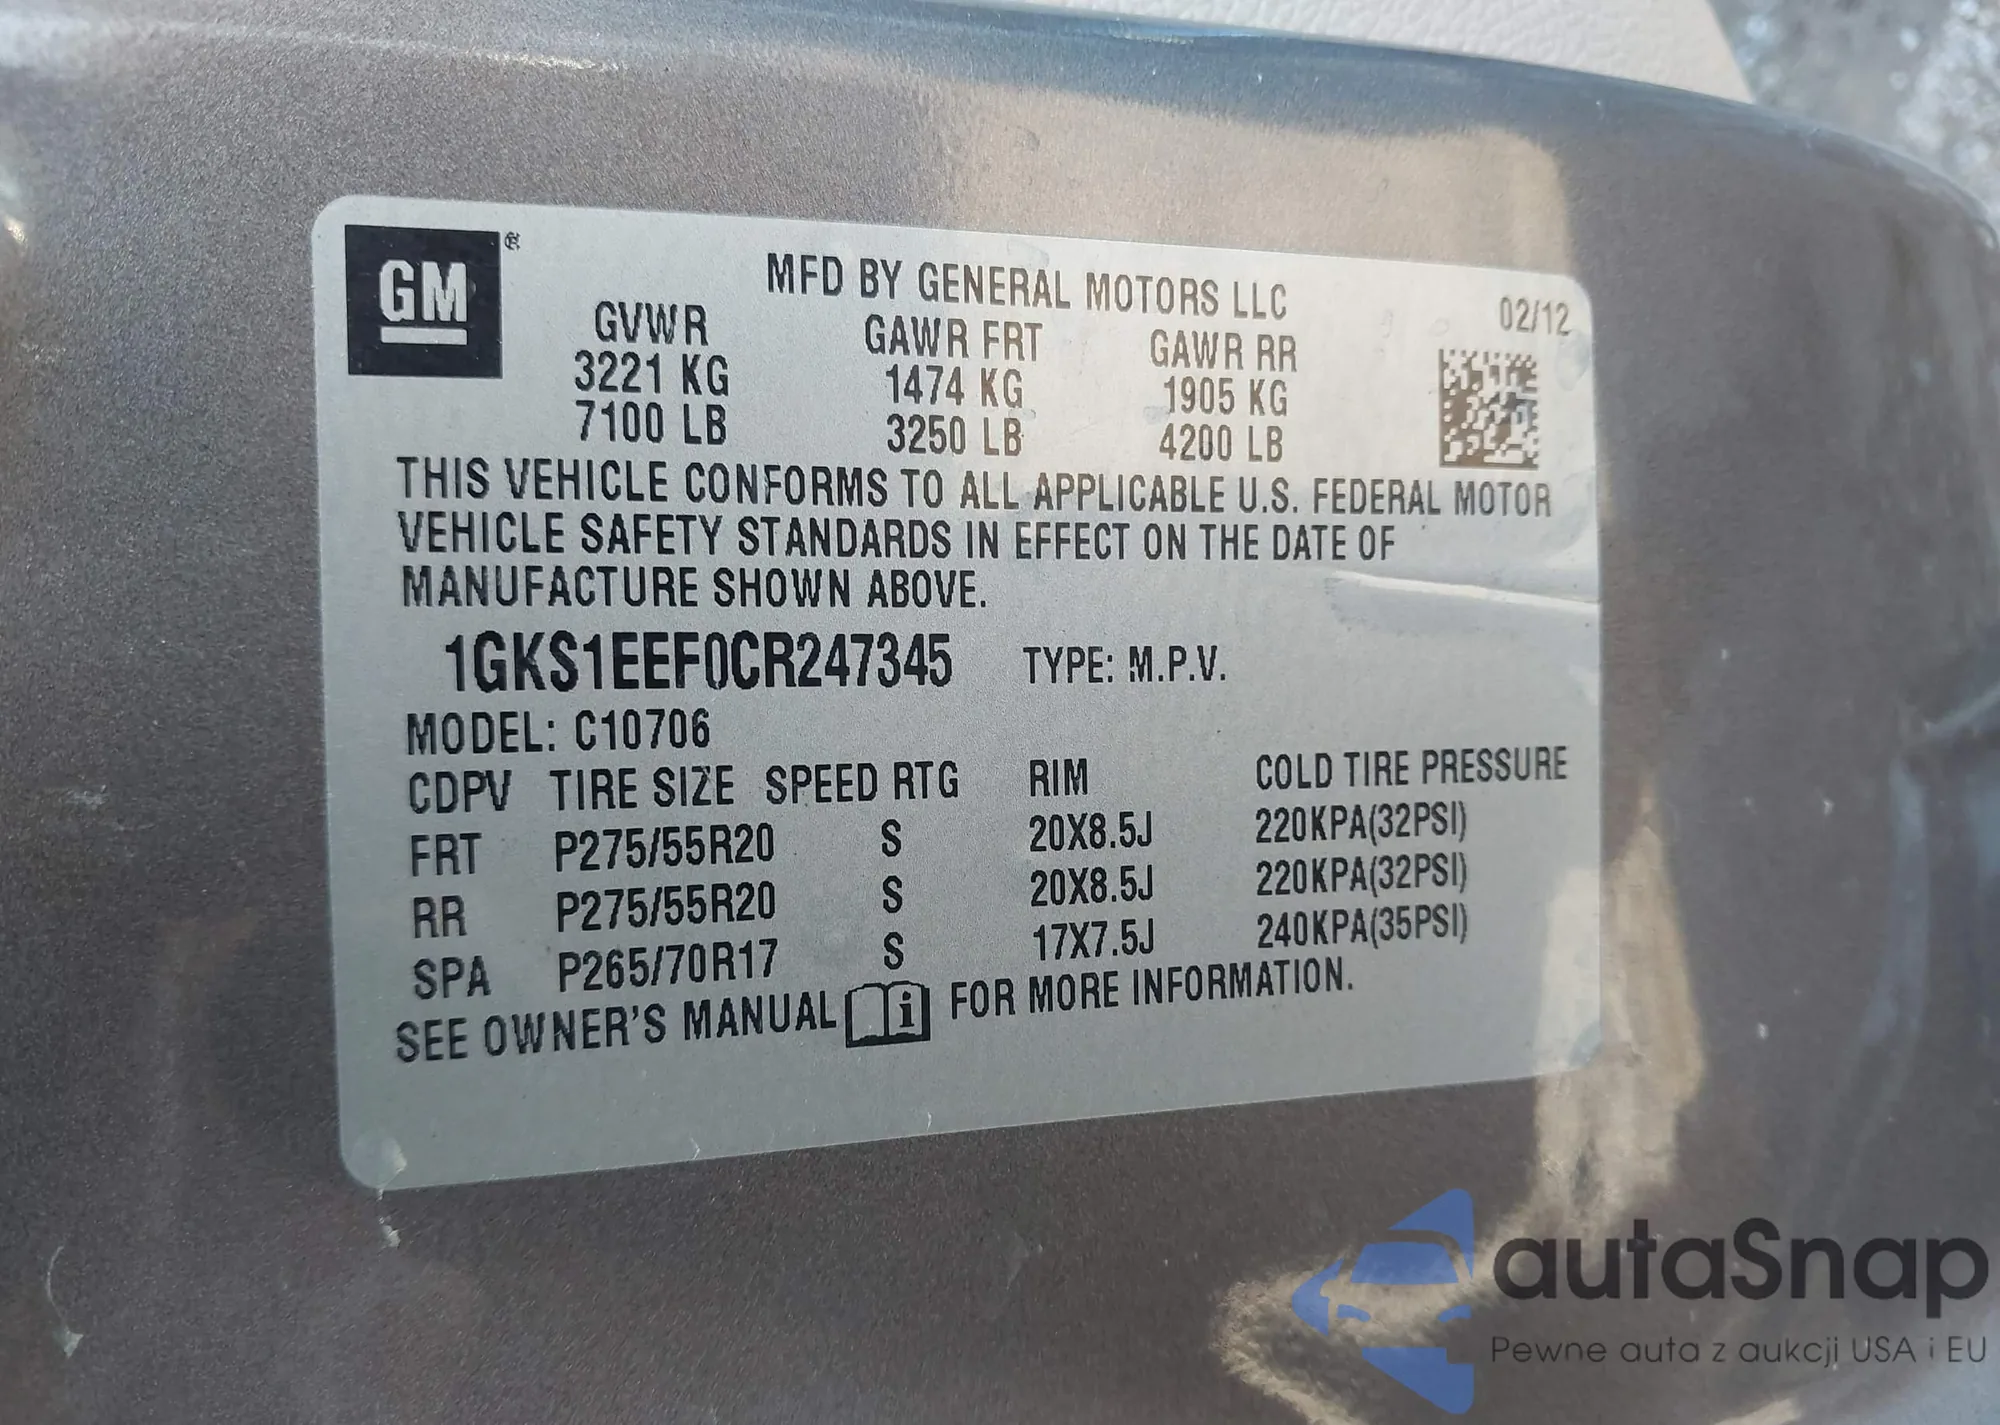 GM
MFD BY GENERAL MOTORS LLC 02/12
GVWR GAWR FRT GAWR RR
3221 KG 1474 KG 1905 KG
7100 LB 3250 LB 4200 LB
THIS VEHICLE CONFORMS TO ALL APPLICABLE U.S. FEDERAL MOTOR
VEHICLE SAFETY STANDARDS IN EFFECT ON THE DATE OF
MANUFACTURE SHOWN ABOVE.
1GKS1EEF0CR247345 TYPE: M.P.V.
MODEL: C10706
CDPV TIRE SIZE SPEED RTG RIM COLD TIRE PRESSURE
FRT P275/55R20 S 20X8.5J 220KPA(32PSI)
RR P275/55R20 S 20X8.5J 220KPA(32PSI)
SPA P265/70R17 S 17X7.5J 240KPA(35PSI)
SEE OWNER'S MANUAL i FOR MORE INFORMATION.
autaSnap
Pewne auta z aukcji USA i EU